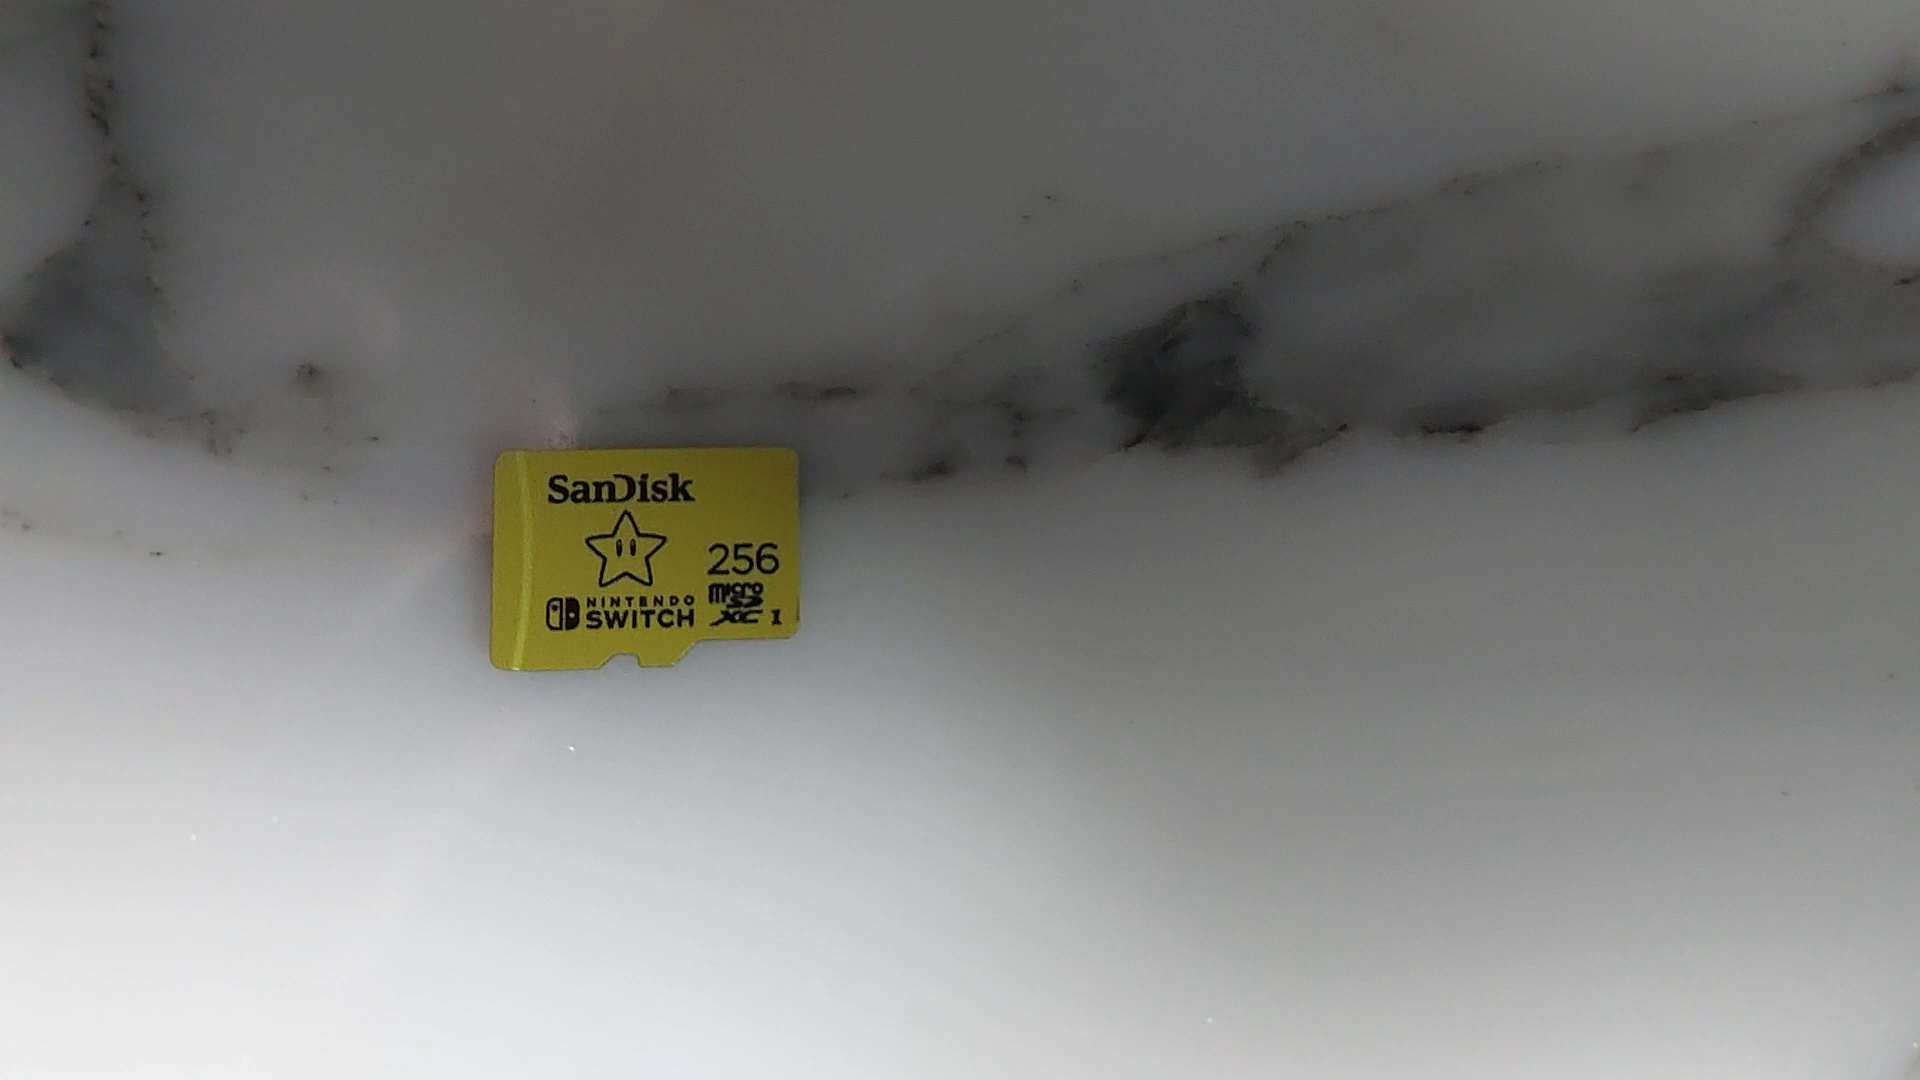 SanDisk
256
NINTENDO
SWITCH
micro
SD
XC I